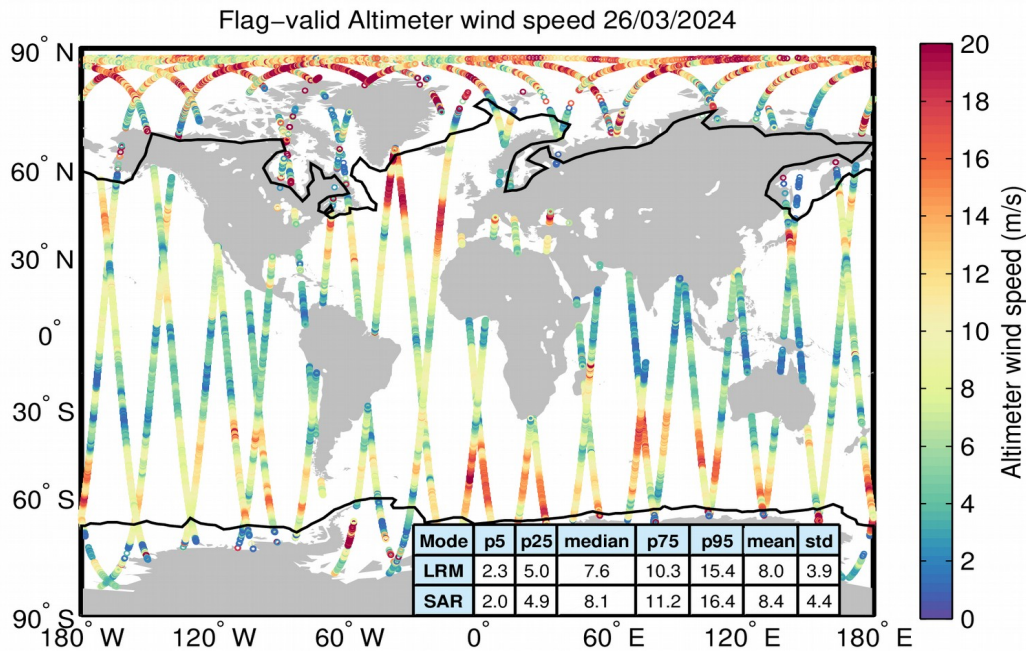 Flag−valid Altimeter wind speed 26/03/2024
90° N
60° N
30° N
0°
30° S
60° S
90° S
180° W
120° W
60° W
0°
60° E
120° E
180° E
Mode p5 p25 median p75 p95 mean std
LRM 2.3 5.0 7.6 10.3 15.4 8.0 3.9
SAR 2.0 4.9 8.1 11.2 16.4 8.4 4.4
20
18
16
14
12
10
8
6
4
2
0
Altimeter wind speed (m/s)